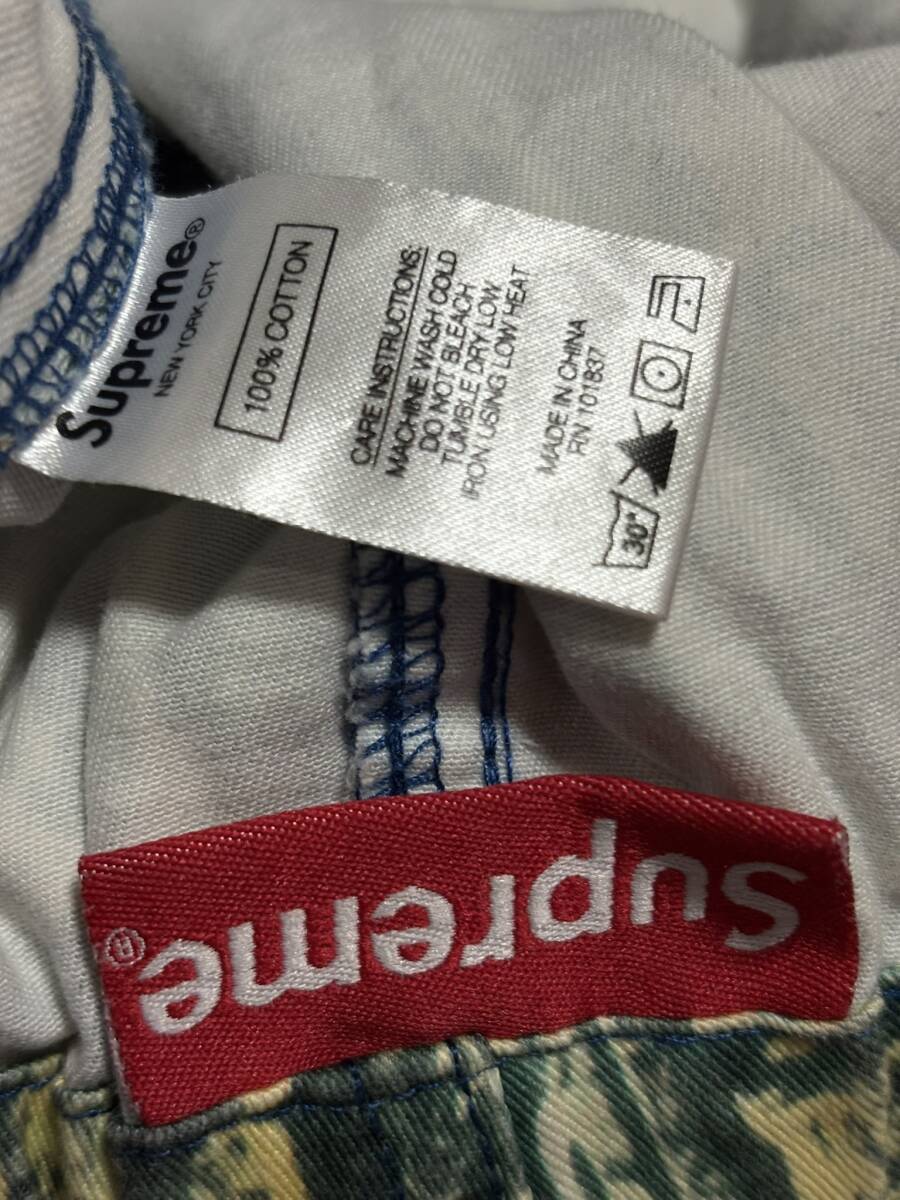 Supreme®
NEW YORK CITY
100% COTTON
CARE INSTRUCTIONS:
MACHINE WASH COLD
DO NOT BLEACH
TUMBLE DRY LOW
IRON USING LOW HEAT
MADE IN CHINA
RN 101837
30°
Supreme®